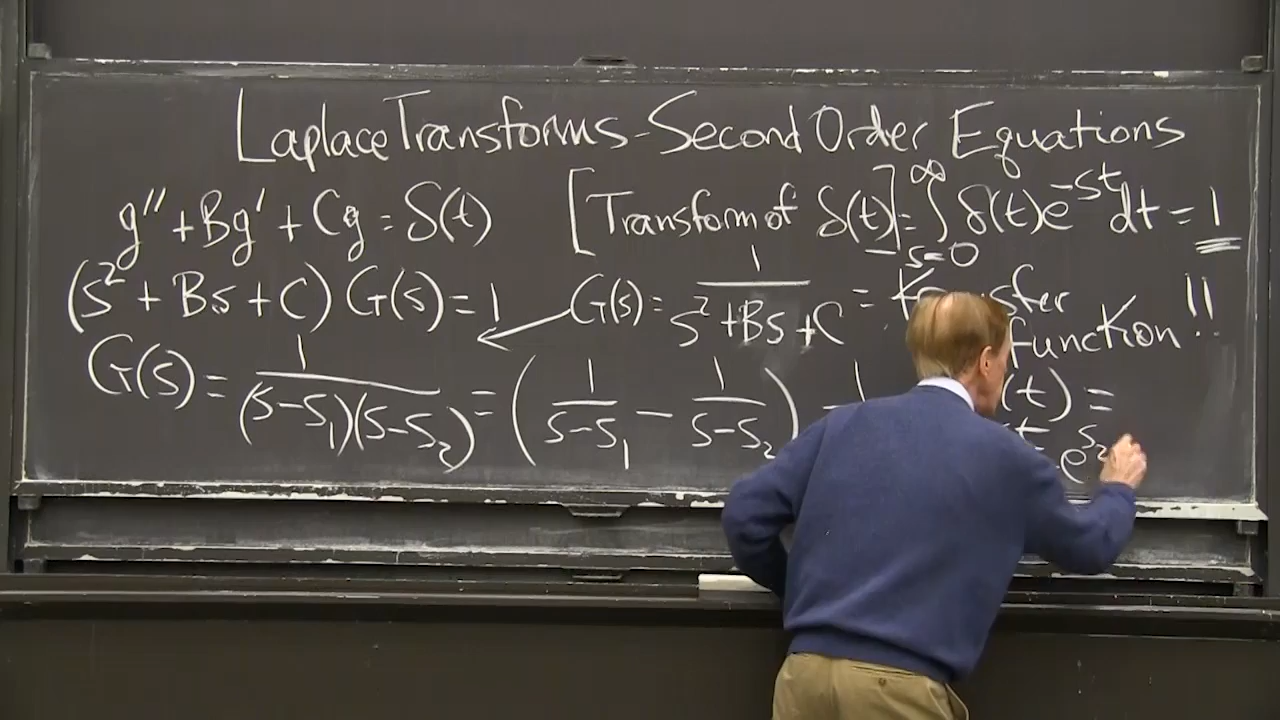 Laplace Transforms - Second Order Equations
g″ + Bg′ + Cg = δ(t) [Transform of δ(t)] = ∫_{s=0}^{∞} δ(t)e^{-st}dt = 1
(s² + Bs + C) G(s) = 1 ← G(s) = 1/(s² + Bs + C) = function !!
G(s) = 1/((s-s₁)(s-s₂)) = (1/(s-s₁) - 1/(s-s₂)) (t) =
e^{s₂